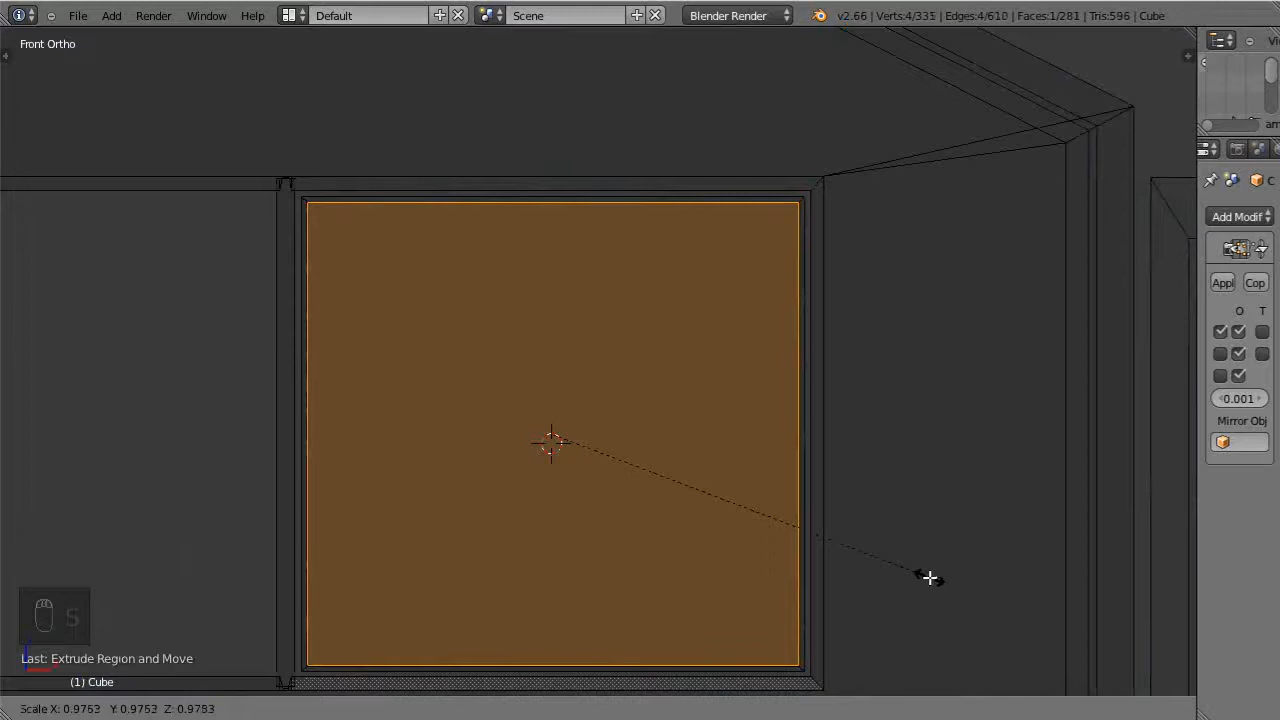 File Add Render Window Help Default Scene Blender Render v2.66 | Verts:4/335 | Edges:4/610 | Faces:1/281 | Tris:596 | Cube
Front Ortho
Vi
am
C
Add Modif
Appl Cop
O T
0.001
Mirror Obj
S
Last: Extrude Region and Move
(1) Cube
Scale X: 0.9753 Y: 0.9753 Z: 0.9753